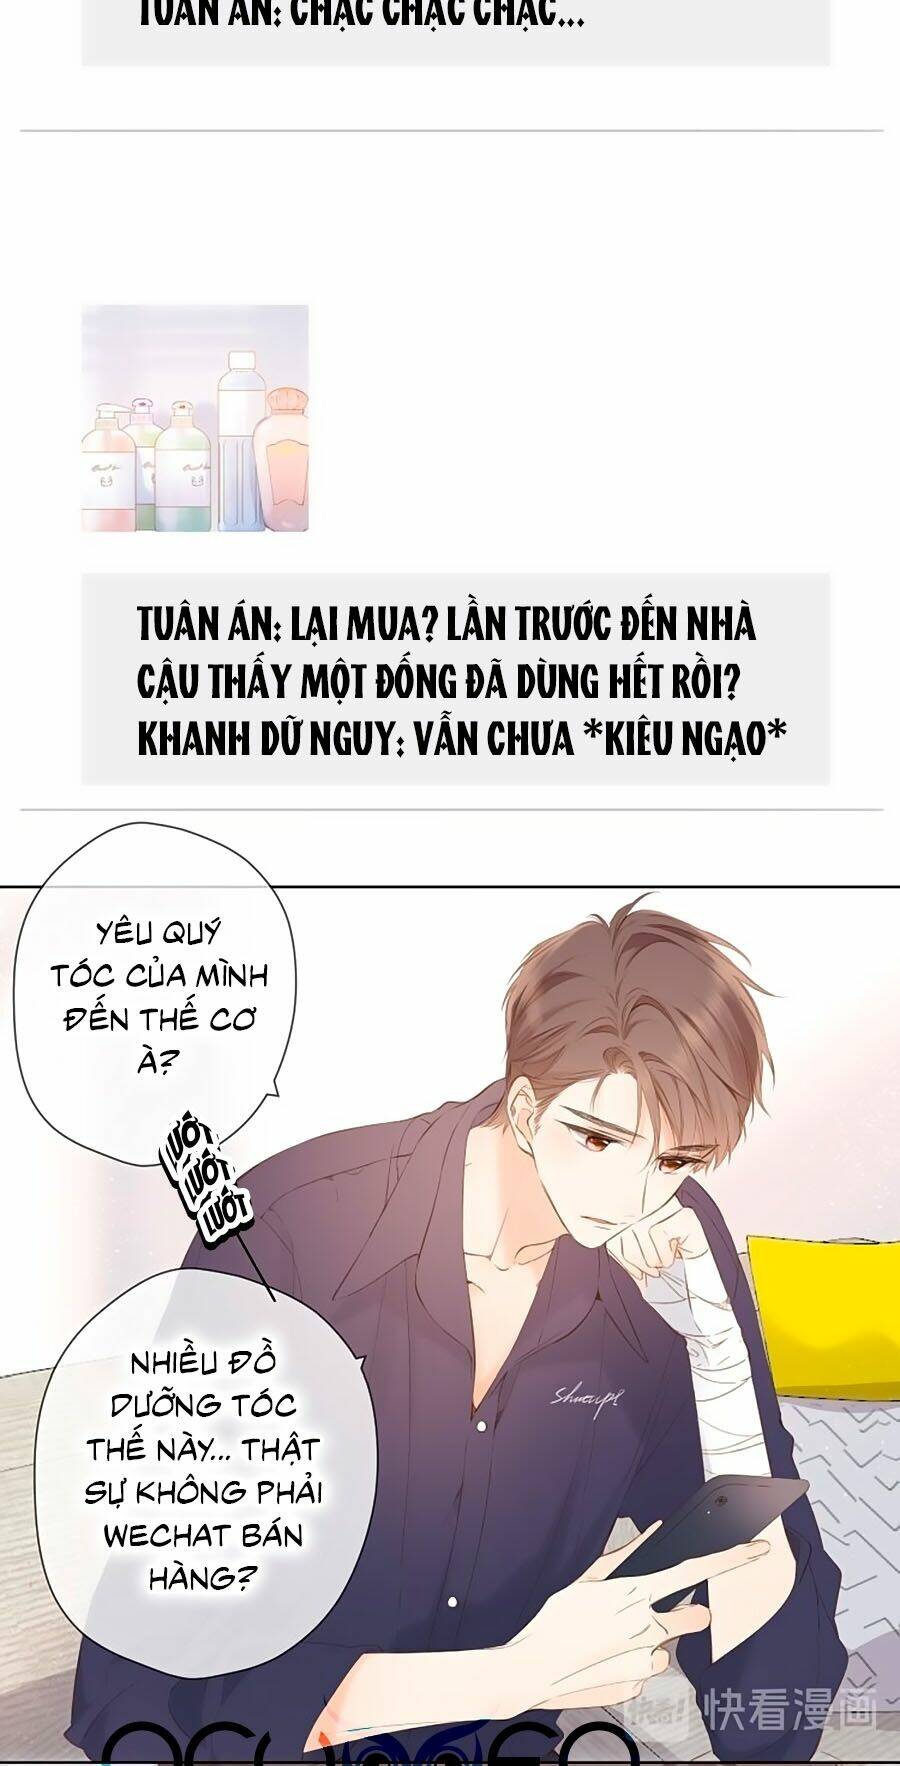 TUÂN ÁN: CHẬC CHẬC CHẬC...
TUÂN ÁN: LẠI MUA? LẦN TRƯỚC ĐẾN NHÀ
CẬU THẤY MỘT ĐỐNG ĐÃ DÙNG HẾT RỒI?
KHANH DỮ NGUY: VẪN CHƯA *KIÊU NGẠO*
YÊU QUÝ
TÓC CỦA MÌNH
ĐẾN THẾ CƠ
À?
LƯỚT
LƯỚT
LƯỚT
NHIỀU ĐỒ
DƯỠNG TÓC
THẾ NÀY... THẬT
SỰ KHÔNG PHẢI
WECHAT BÁN
HÀNG?
快看漫画